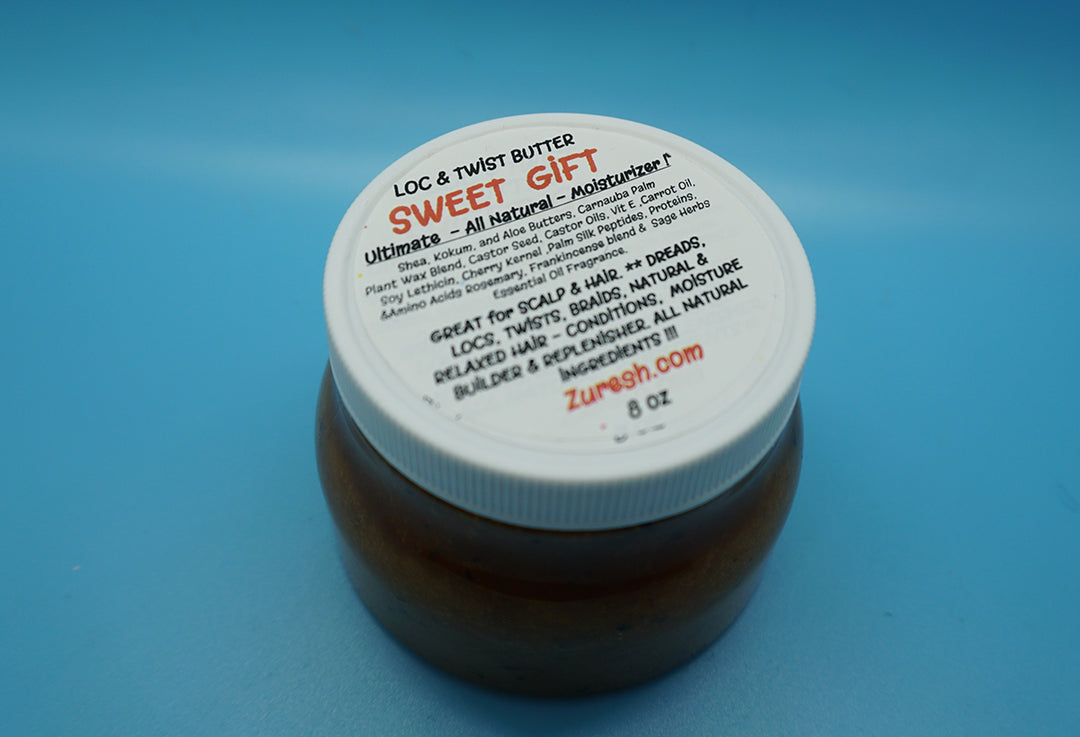 LOC & TWIST BUTTER
SWEET GIFT
Ultimate - All Natural - Moisturizer !
Shea, Kokum, and Aloe Butters, Carnauba Palm
Plant Wax Blend, Castor Seed, Castor Oils, Vit E, Carrot Oil,
Soy Lethicin, Cherry Kernel ,Palm Silk Peptides, Proteins,
&Amino Acids Rosemary, Frankincense blend & Sage Herbs
Essential Oil Fragrance.
GREAT for SCALP & HAIR. ** DREADS,
LOCS, TWISTS, BRAIDS, NATURAL &
RELAXED HAIR - CONDITIONS, MOISTURE
BUILDER & REPLENISHER. ALL NATURAL
INGREDIENTS !!!
Zuresh.com
8 oz